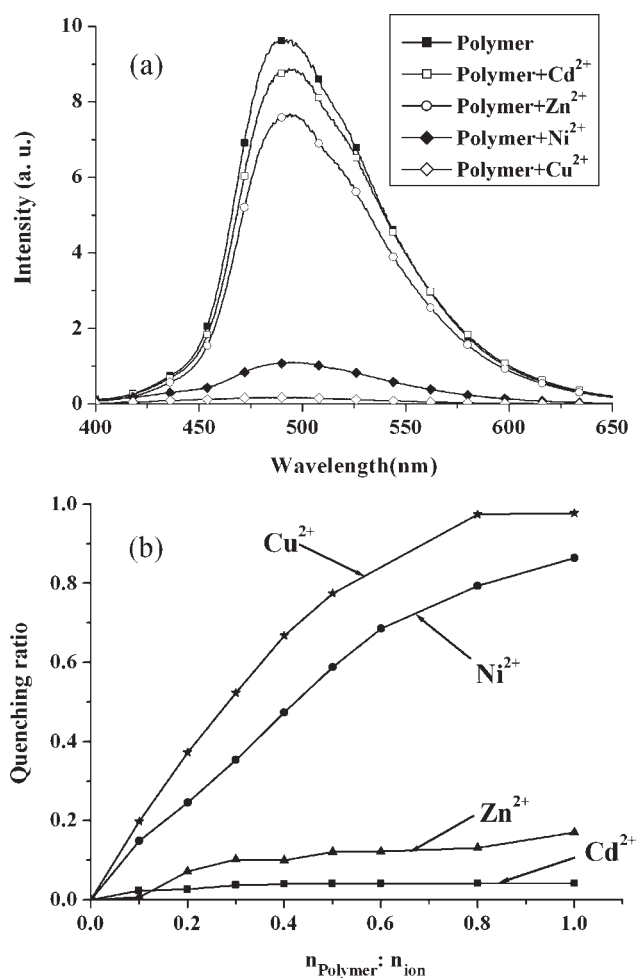 10
8
6
4
2
0
Intensity (a. u.)
(a)
Polymer
Polymer+Cd²⁺
Polymer+Zn²⁺
Polymer+Ni²⁺
Polymer+Cu²⁺
400 450 500 550 600 650
Wavelength(nm)
1.0
0.8
0.6
0.4
0.2
0.0
Quenching ratio
(b)
Cu²⁺
Ni²⁺
Zn²⁺
Cd²⁺
0.0 0.2 0.4 0.6 0.8 1.0
nPolymer: nion